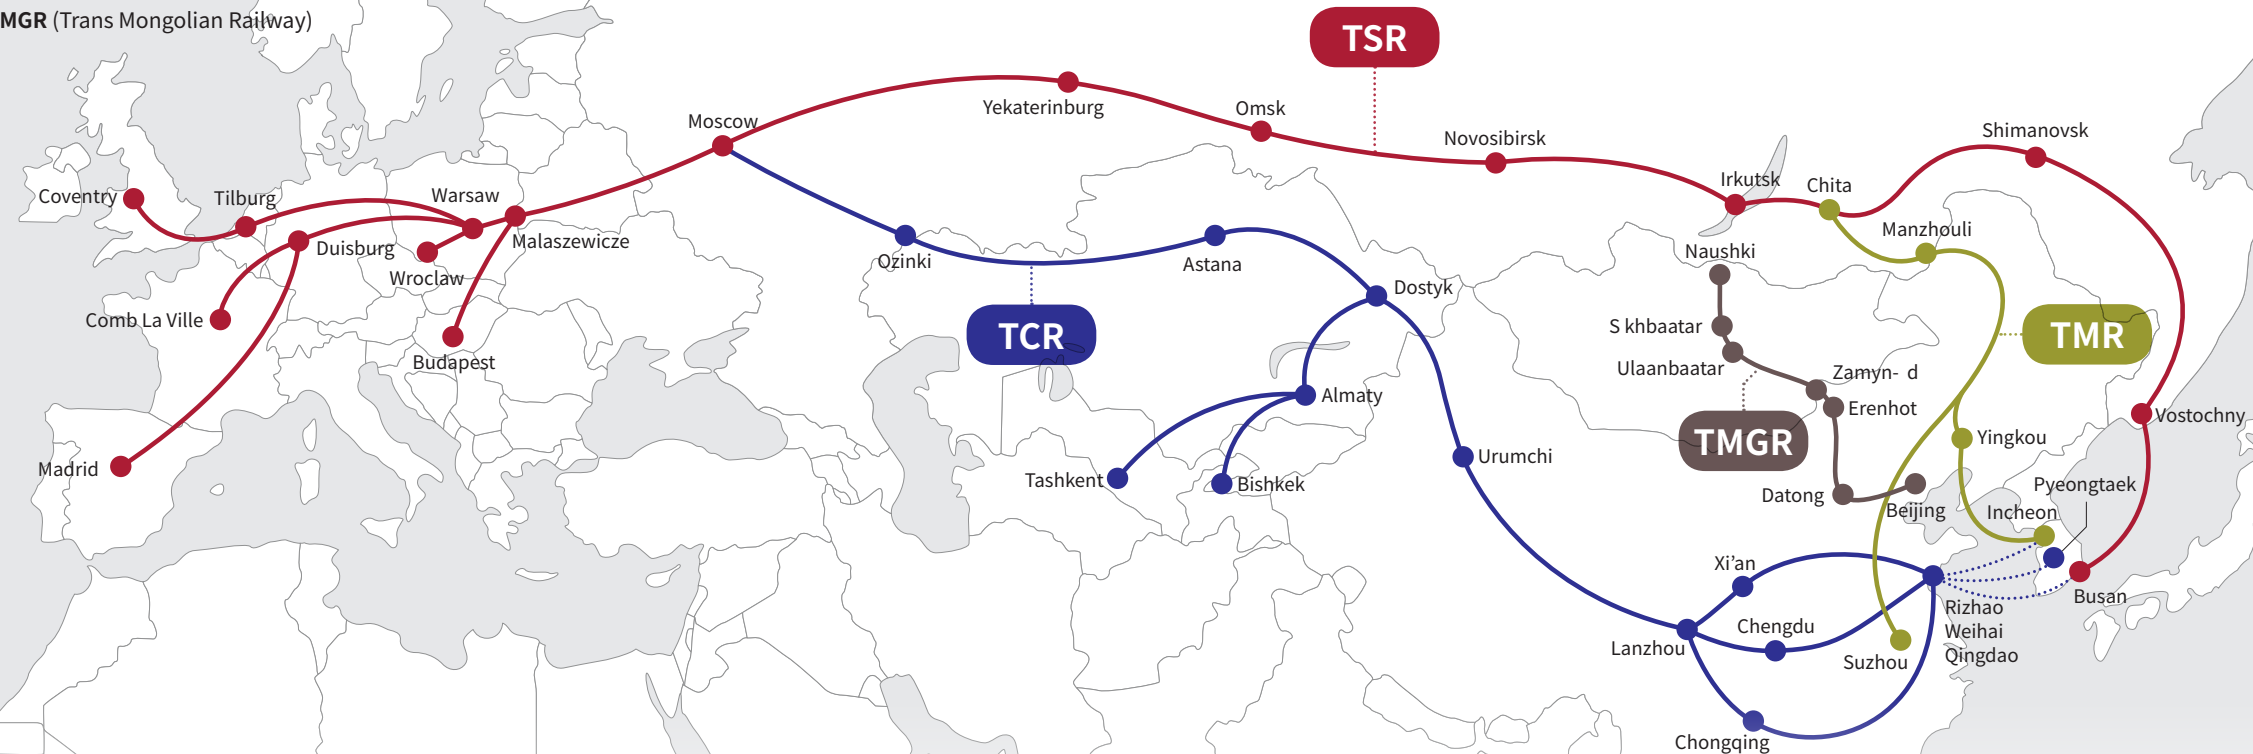 MGR (Trans Mongolian Railway)
TSR
Moscow
Yekaterinburg
Omsk
Novosibirsk
Shimanovsk
Irkutsk
Chita
Coventry
Tilburg
Warsaw
Malaszewicze
Duisburg
Wroclaw
Ozinki
Astana
Dostyk
Naushki
Manzhouli
Comb La Ville
Budapest
TCR
S khbaatar
Ulaanbaatar
TMR
Zamyn- d
Erenhot
Almaty
Vostochny
TMGR
Yingkou
Madrid
Tashkent
Bishkek
Urumchi
Datong
Beijing
Pyeongtaek
Incheon
Xi'an
Busan
Rizhao
Weihai
Qingdao
Chengdu
Lanzhou
Suzhou
Chongqing